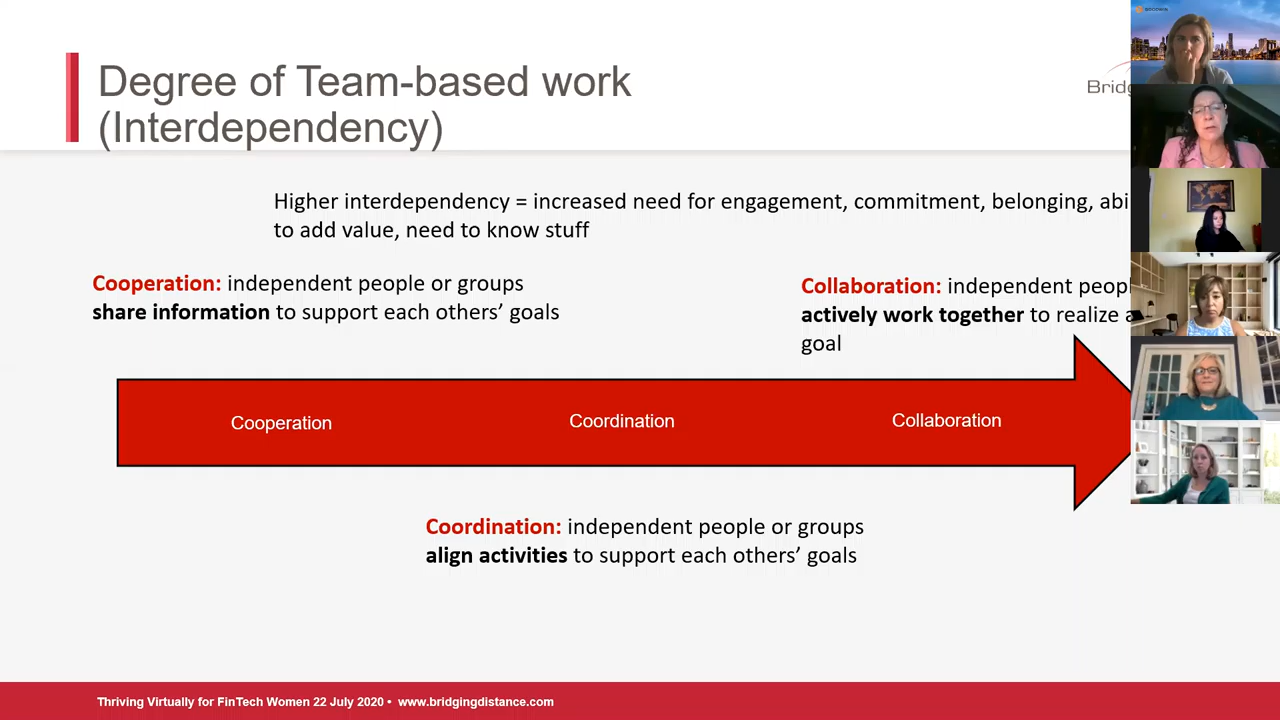 Degree of Team-based work
(Interdependency)
Higher interdependency = increased need for engagement, commitment, belonging,
to add value, need to know stuff
Cooperation: independent people or groups
share information to support each others' goals
Collaboration: independent
actively work together to realize
goal
Cooperation
Coordination
Collaboration
Coordination: independent people or groups
align activities to support each others' goals
Thriving Virtually for FinTech Women 22 July 2020 • www.bridgingdistance.com